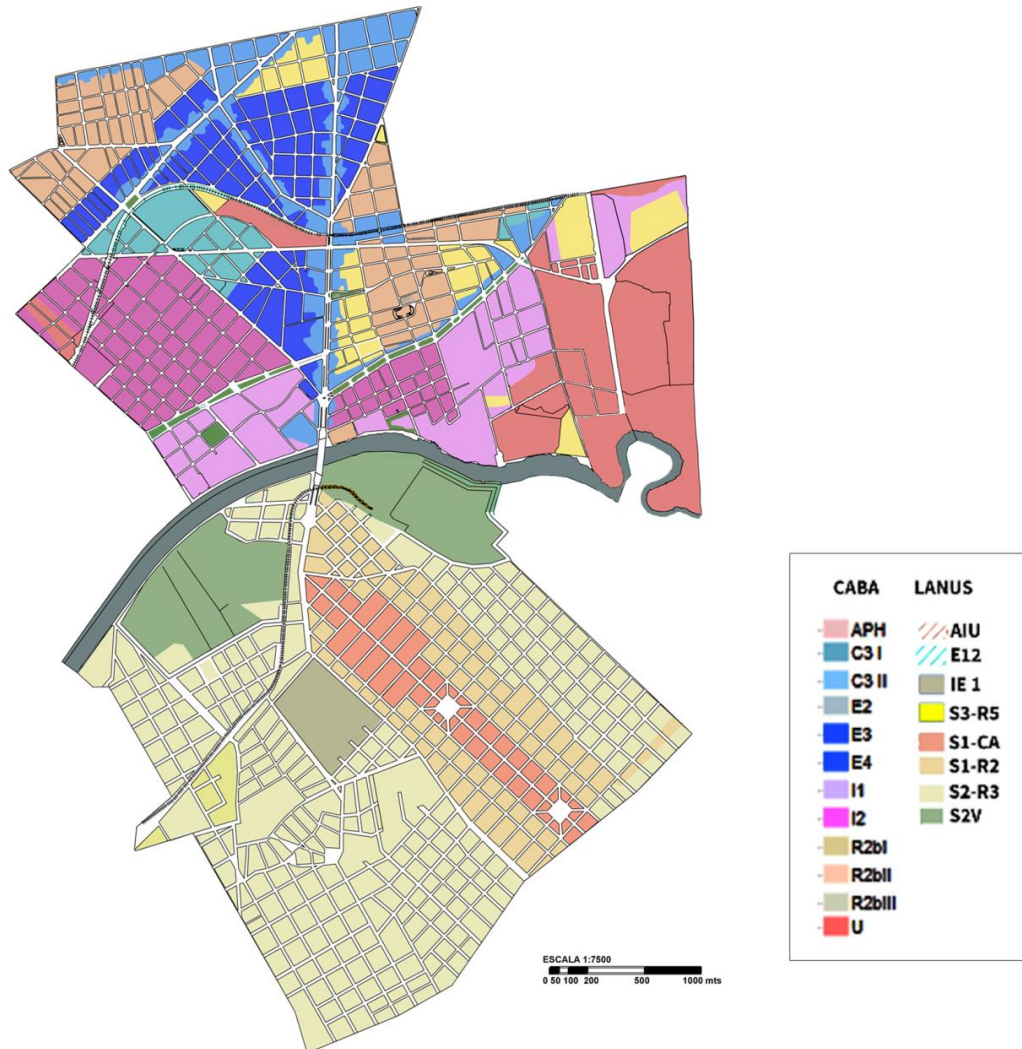 CABA LANUS
APH AIU
C3 I E12
C3 II IE 1
E2 S3-R5
E3 S1-CA
E4 S1-R2
I1 S2-R3
I2 S2V
R2bI
R2bII
R2bIII
U
ESCALA 1:7500
0 50 100 200 500 1000 mts